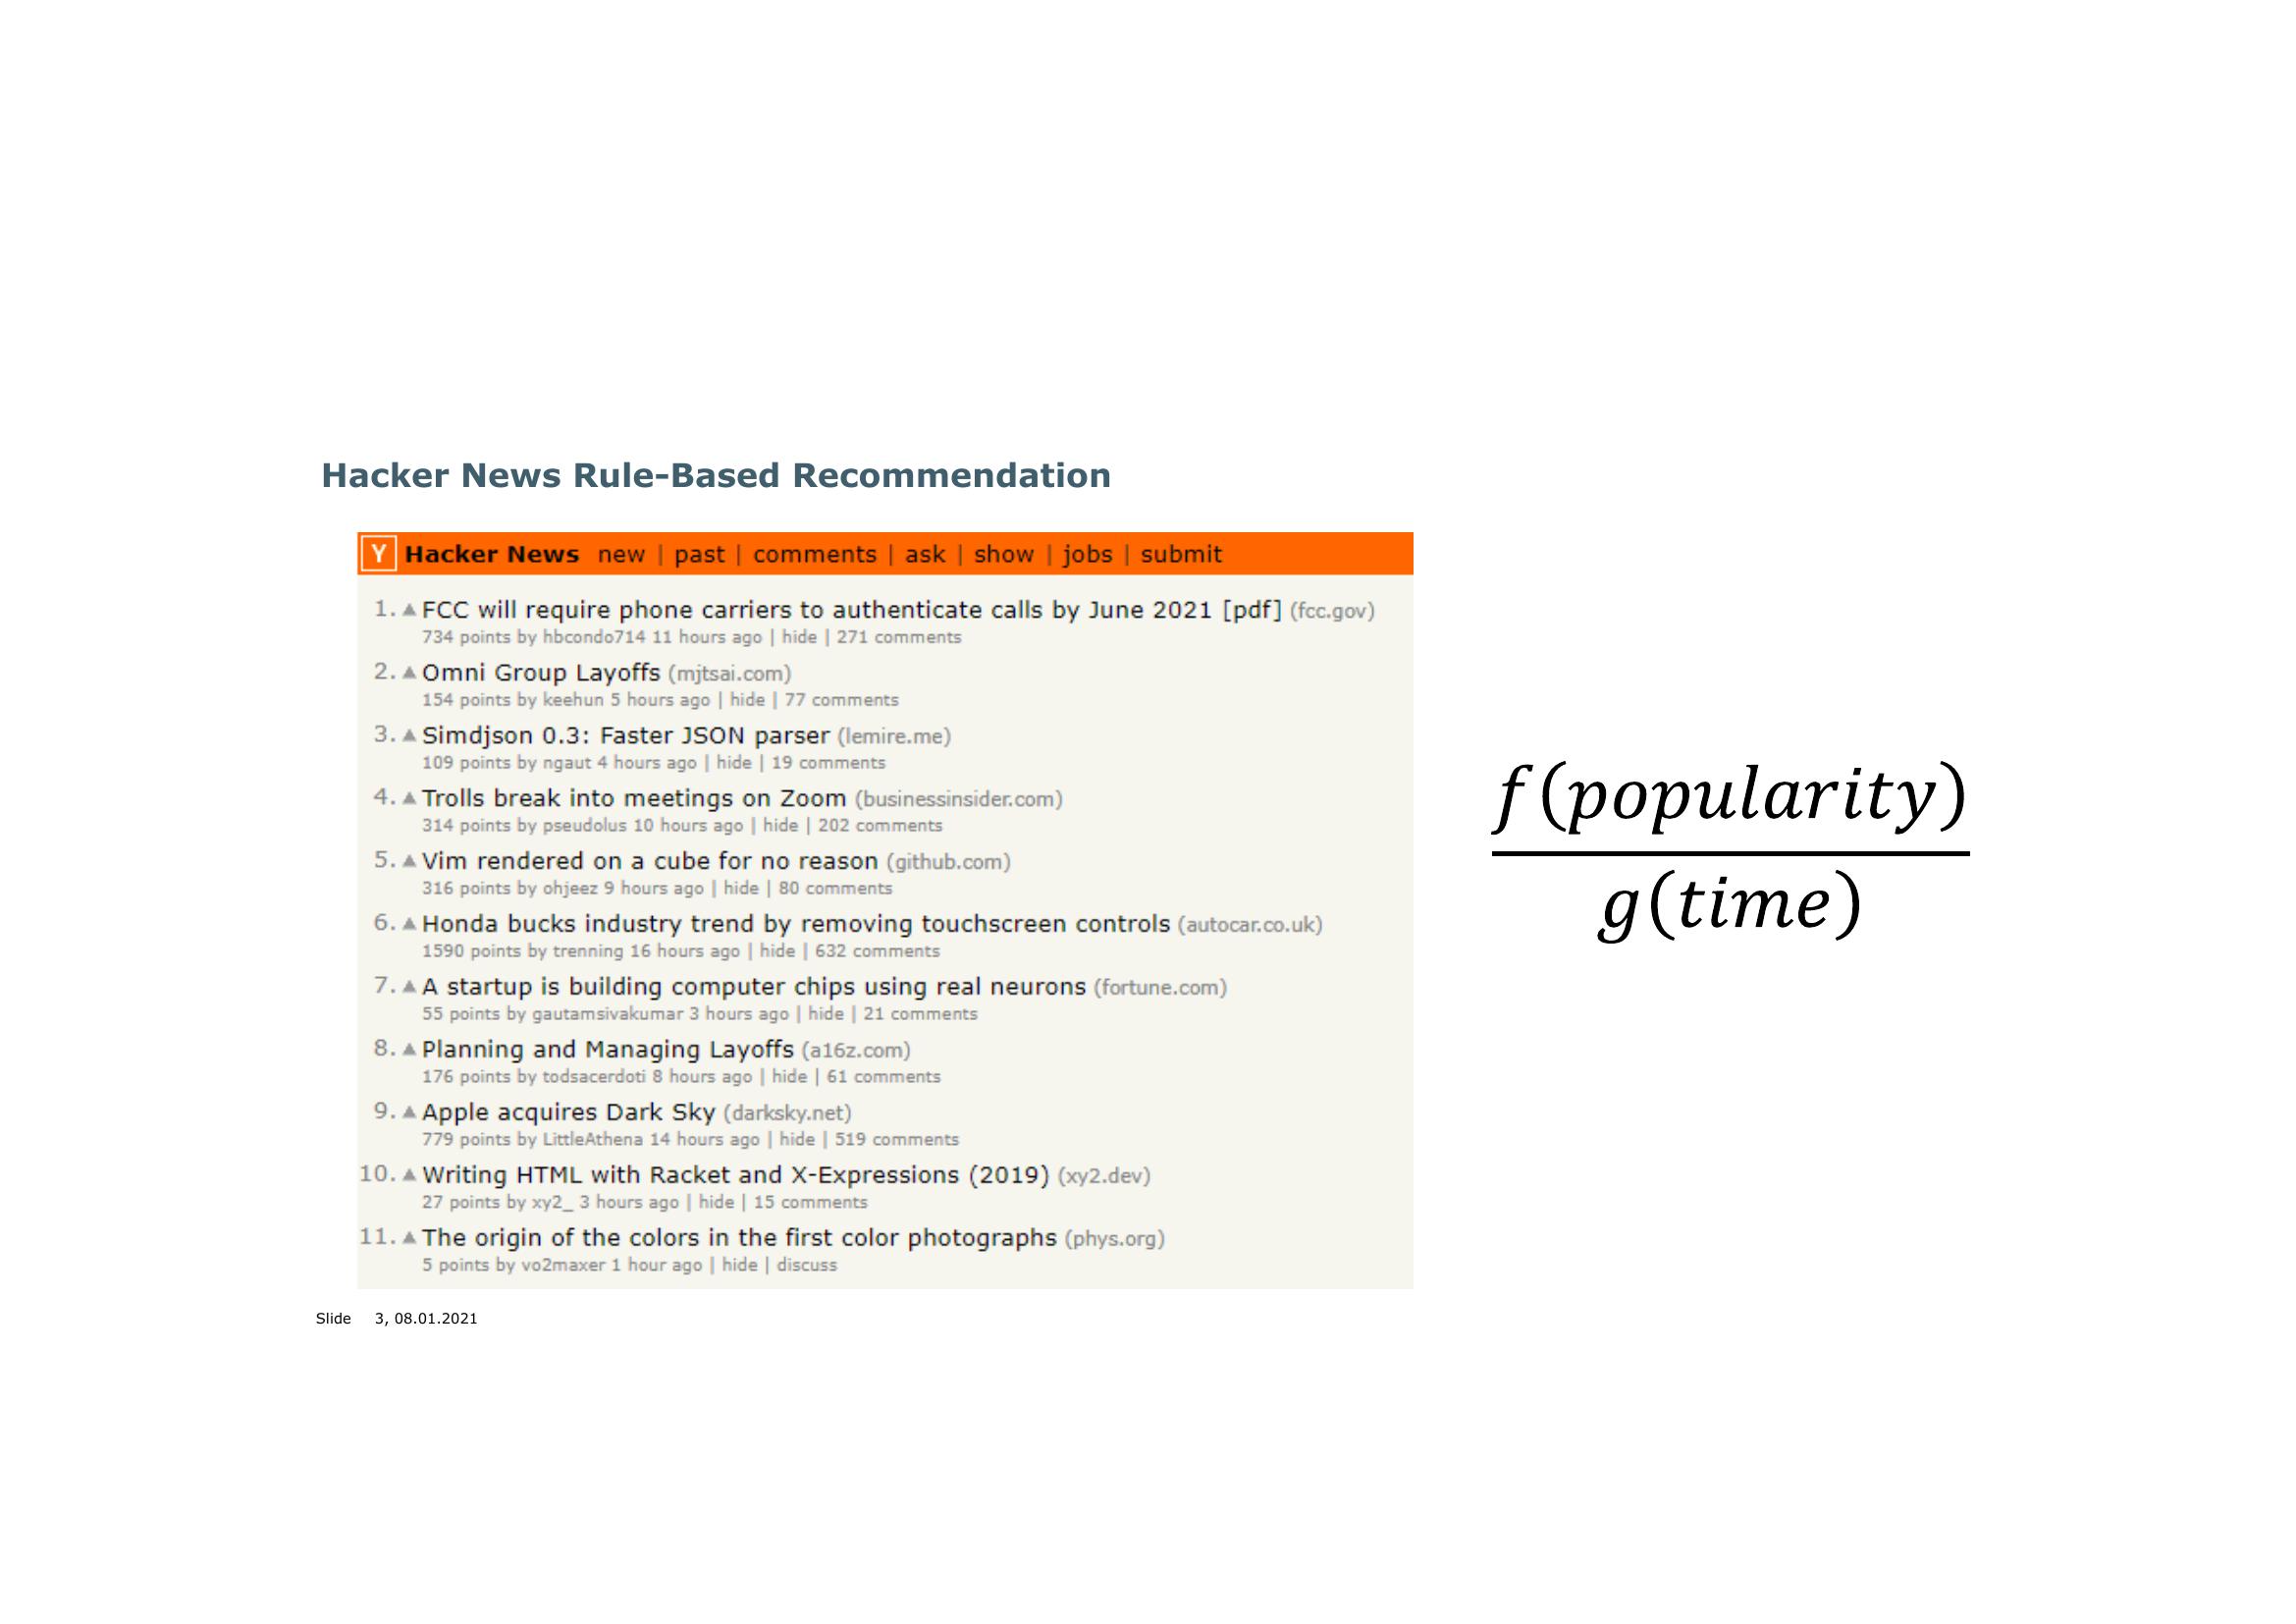 Hacker News Rule-Based Recommendation
Y Hacker News new | past | comments | ask | show | jobs | submit
1. ▲ FCC will require phone carriers to authenticate calls by June 2021 [pdf] (fcc.gov)
734 points by hbcondo714 11 hours ago | hide | 271 comments
2. ▲ Omni Group Layoffs (mjtsai.com)
154 points by keehun 5 hours ago | hide | 77 comments
3. ▲ Simdjson 0.3: Faster JSON parser (lemire.me)
109 points by ngaut 4 hours ago | hide | 19 comments
4. ▲ Trolls break into meetings on Zoom (businessinsider.com)
314 points by pseudolus 10 hours ago | hide | 202 comments
5. ▲ Vim rendered on a cube for no reason (github.com)
316 points by ohjeez 9 hours ago | hide | 80 comments
6. ▲ Honda bucks industry trend by removing touchscreen controls (autocar.co.uk)
1590 points by trenning 16 hours ago | hide | 632 comments
7. ▲ A startup is building computer chips using real neurons (fortune.com)
55 points by gautamsivakumar 3 hours ago | hide | 21 comments
8. ▲ Planning and Managing Layoffs (a16z.com)
176 points by todsacerdoti 8 hours ago | hide | 61 comments
9. ▲ Apple acquires Dark Sky (darksky.net)
779 points by LittleAthena 14 hours ago | hide | 519 comments
10. ▲ Writing HTML with Racket and X-Expressions (2019) (xy2.dev)
27 points by xy2_ 3 hours ago | hide | 15 comments
11. ▲ The origin of the colors in the first color photographs (phys.org)
5 points by vo2maxer 1 hour ago | hide | discuss
f(popularity)
g(time)
Slide 3, 08.01.2021